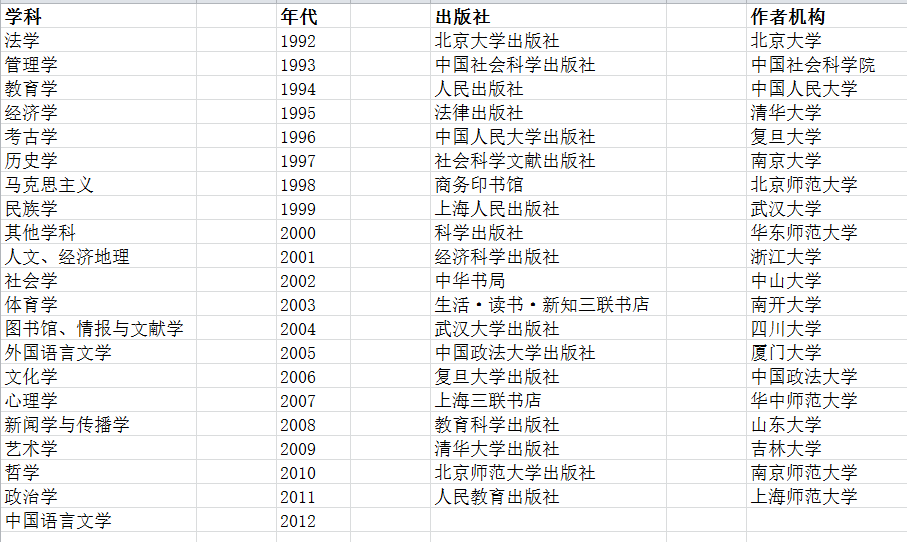 学科 年代 出版社 作者机构
法学 1992 北京大学出版社 北京大学
管理学 1993 中国社会科学出版社 中国社会科学院
教育学 1994 人民出版社 中国人民大学
经济学 1995 法律出版社 清华大学
考古学 1996 中国人民大学出版社 复旦大学
历史学 1997 社会科学文献出版社 南京大学
马克思主义 1998 商务印书馆 北京师范大学
民族学 1999 上海人民出版社 武汉大学
其他学科 2000 科学出版社 华东师范大学
人文、经济地理 2001 经济科学出版社 浙江大学
社会学 2002 中华书局 中山大学
体育学 2003 生活·读书·新知三联书店 南开大学
图书馆、情报与文献学 2004 武汉大学出版社 四川大学
外国语言文学 2005 中国政法大学出版社 厦门大学
文化学 2006 复旦大学出版社 中国政法大学
心理学 2007 上海三联书店 华中师范大学
新闻学与传播学 2008 教育科学出版社 山东大学
艺术学 2009 清华大学出版社 吉林大学
哲学 2010 北京师范大学出版社 南京师范大学
政治学 2011 人民教育出版社 上海师范大学
中国语言文学 2012